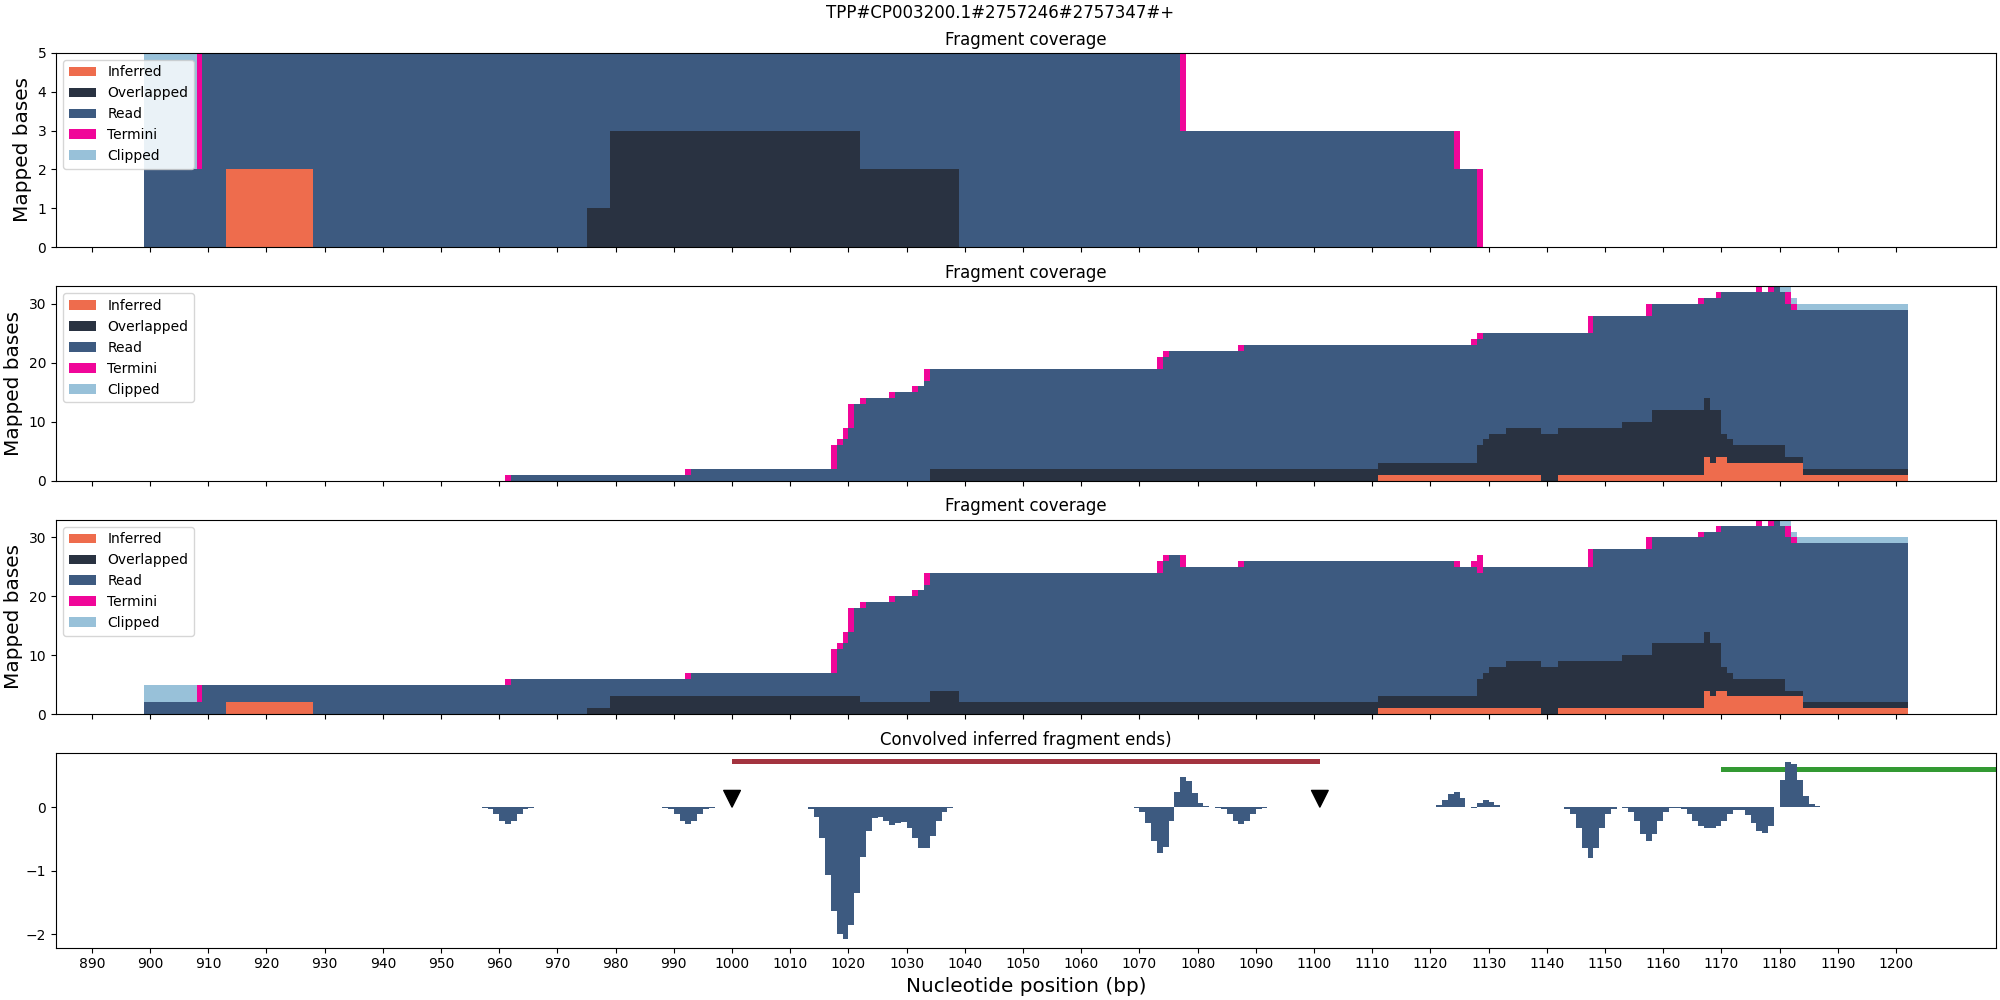 TPP#CP003200.1#2757246#2757347#+
Fragment coverage
Mapped bases
5
4
3
2
1
0
Inferred
Overlapped
Read
Termini
Clipped
Fragment coverage
Mapped bases
30
20
10
0
Inferred
Overlapped
Read
Termini
Clipped
Fragment coverage
Mapped bases
30
20
10
0
Inferred
Overlapped
Read
Termini
Clipped
Convolved inferred fragment ends)
0
−1
−2
890 900 910 920 930 940 950 960 970 980 990 1000 1010 1020 1030 1040 1050 1060 1070 1080 1090 1100 1110 1120 1130 1140 1150 1160 1170 1180 1190 1200
Nucleotide position (bp)